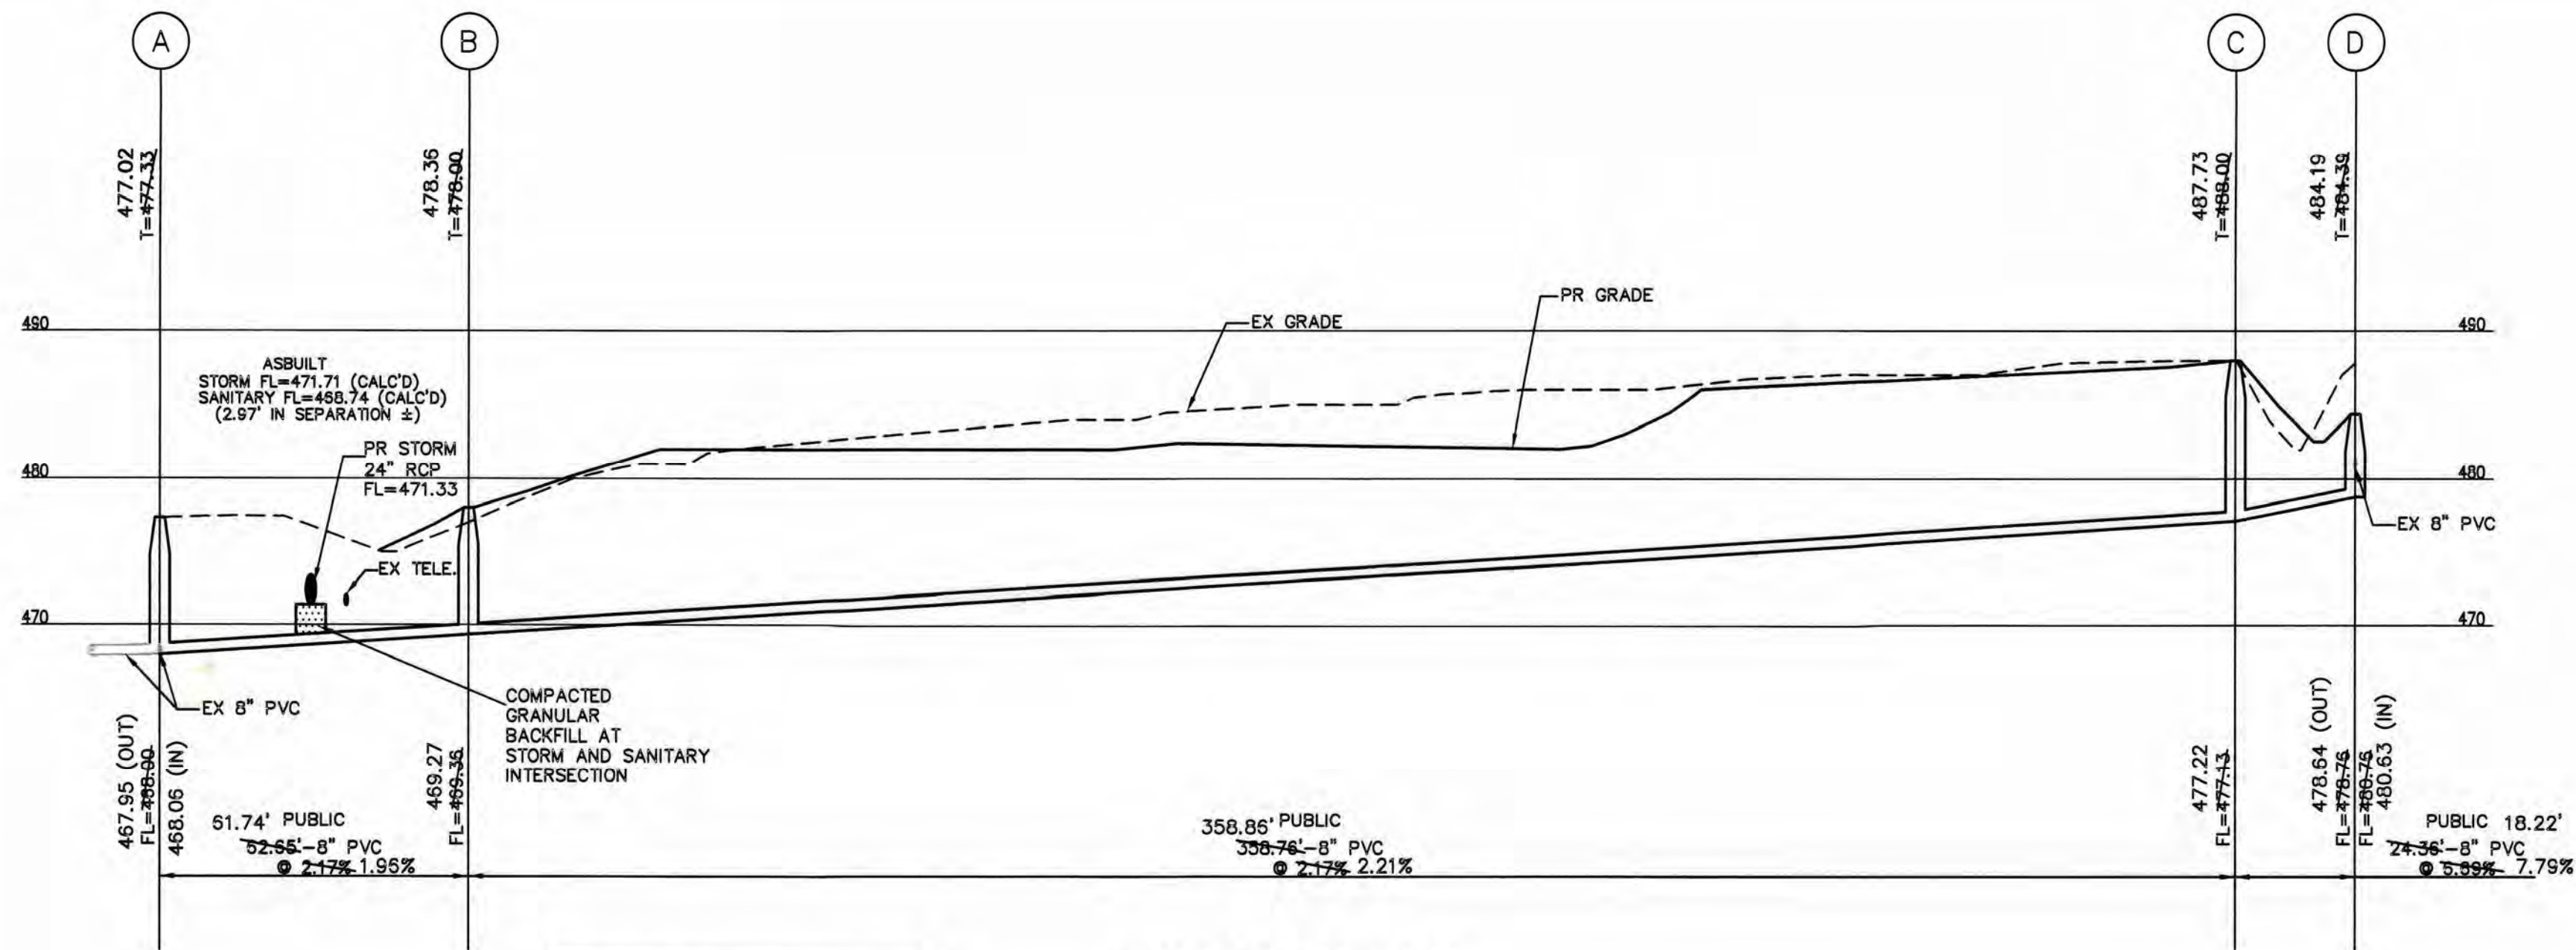 A
B
C
D
477.02
T=477.33
478.36
T=478.00
487.73
T=488.00
484.19
T=484.39
490
490
EX GRADE
PR GRADE
ASBUILT
STORM FL=471.71 (CALC'D)
SANITARY FL=468.74 (CALC'D)
(2.97' IN SEPARATION ±)
PR STORM
24" RCP
FL=471.33
480
480
EX TELE.
EX 8" PVC
470
470
EX 8" PVC
COMPACTED
GRANULAR
BACKFILL AT
STORM AND SANITARY
INTERSECTION
467.95 (OUT)
FL=468.00
468.06 (IN)
469.27
FL=469.36
477.22
FL=477.13
478.64 (OUT)
FL=478.76
FL=480.76
480.63 (IN)
61.74' PUBLIC
62.65'-8" PVC
@ 2.17% 1.96%
358.86' PUBLIC
358.76'-8" PVC
@ 2.17% 2.21%
PUBLIC 18.22'
24.36'-8" PVC
@ 6.69% 7.79%